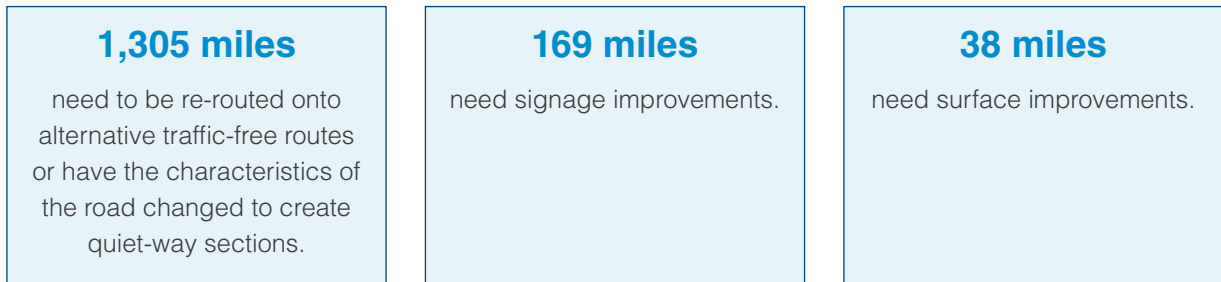 1,305 miles
need to be re-routed onto
alternative traffic-free routes
or have the characteristics of
the road changed to create
quiet-way sections.
169 miles
need signage improvements.
38 miles
need surface improvements.